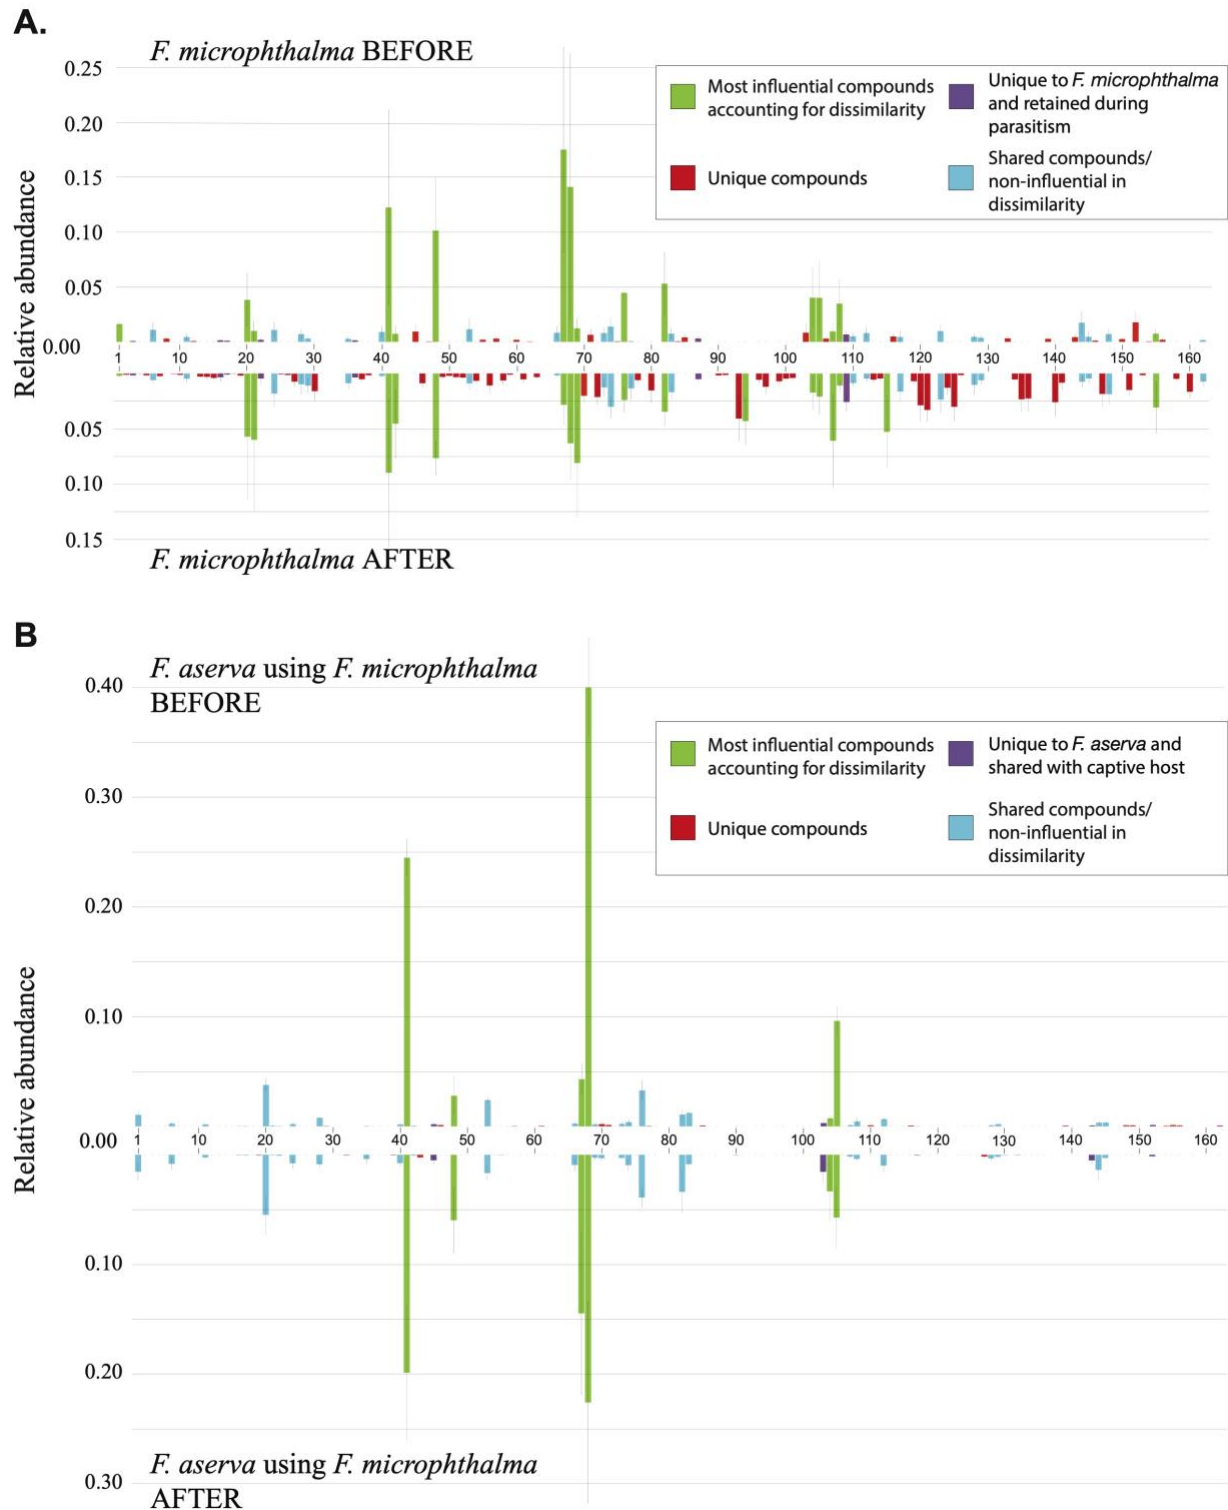 A.
F. microphthalma BEFORE
0.25
0.20
0.15
0.10
0.05
0.00
0.05
0.10
0.15
Relative abundance
Most influential compounds
accounting for dissimilarity
Unique compounds
Unique to F. microphthalma
and retained during
parasitism
Shared compounds/
non-influential in
dissimilarity
1 10 20 30 40 50 60 70 80 90 100 110 120 130 140 150 160
F. microphthalma AFTER
B
F. aserva using F. microphthalma
BEFORE
0.40
0.30
0.20
0.10
0.00
0.10
0.20
0.30
Relative abundance
Most influential compounds
accounting for dissimilarity
Unique compounds
Unique to F. aserva and
shared with captive host
Shared compounds/
non-influential in
dissimilarity
1 10 20 30 40 50 60 70 80 90 100 110 120 130 140 150 160
F. aserva using F. microphthalma
AFTER